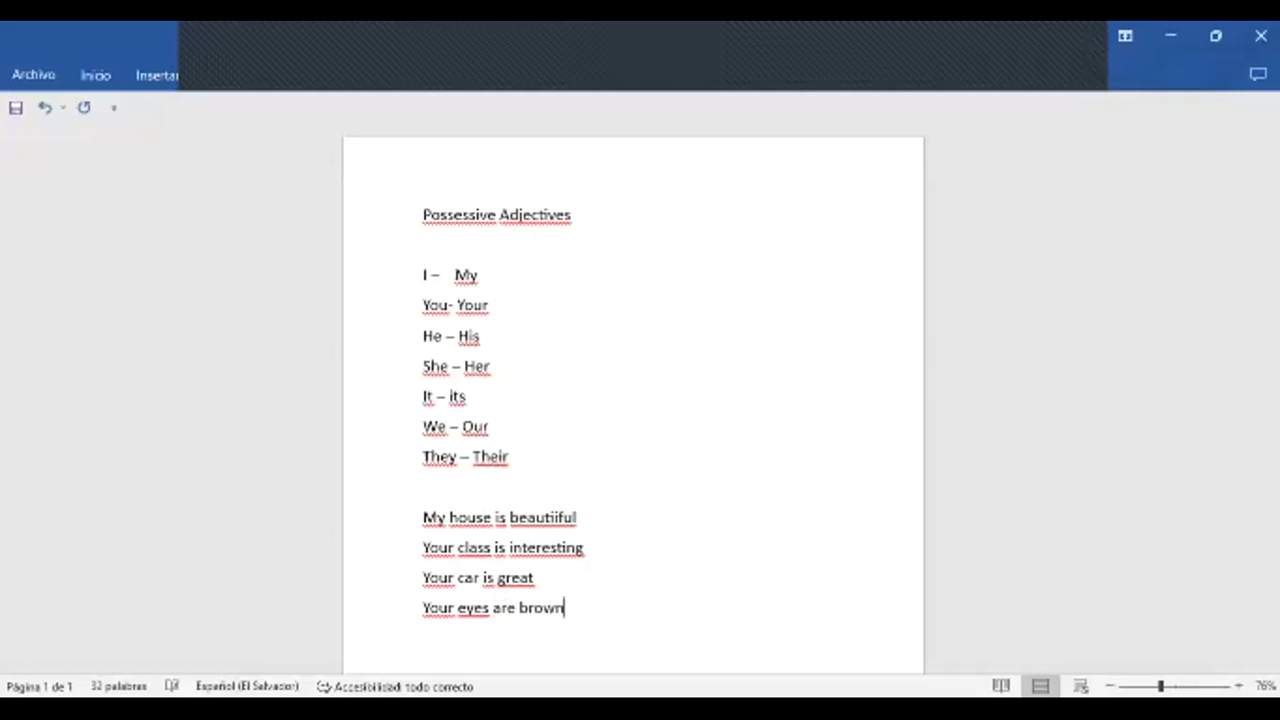 Archivo Inicio Insertar
Possessive Adjectives
I – My
You- Your
He – His
She – Her
It – its
We – Our
They – Their
My house is beautiiful
Your class is interesting
Your car is great
Your eyes are brown
Página 1 de 1 32 palabras Español (El Salvador) Accesibilidad: todo correcto 76%